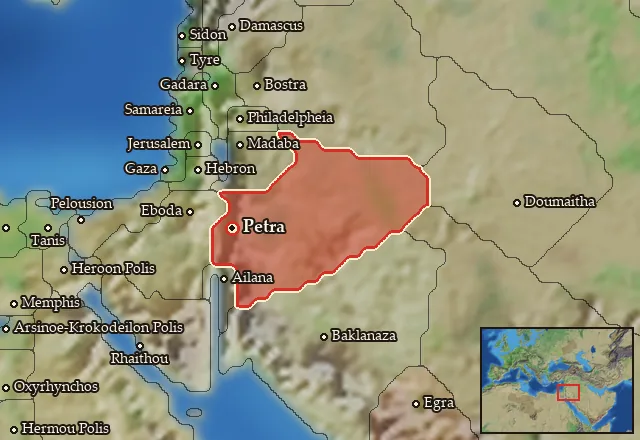 Damascus
Sidon
Tyre
Gadara
Bostra
Samareia
Philadelpheia
Jerusalem
Madaba
Gaza
Hebron
Pelousion
Eboda
Doumaitha
Petra
Tanis
Heroon Polis
Ailana
Memphis
Arsinoe-Krokodeilon Polis
Baklanaza
Rhaithou
Oxyrhynchos
Egra
Hermou Polis